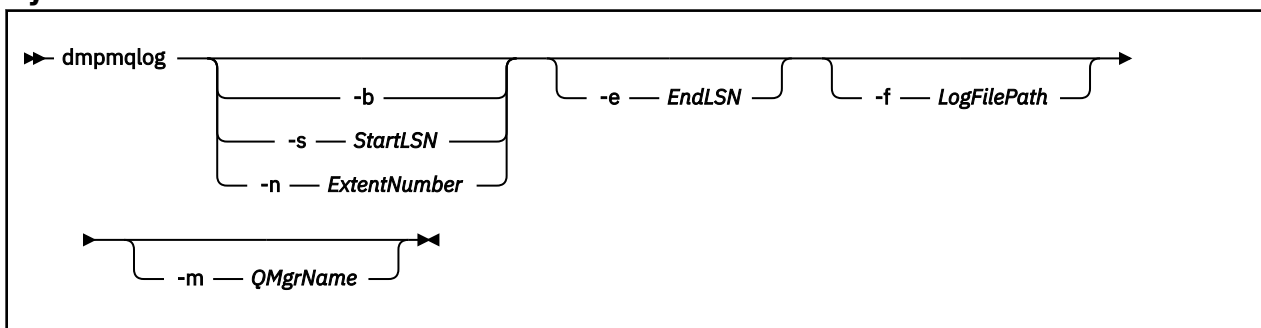 dmpmqlog
-b
-e EndLSN
-f LogFilePath
-s StartLSN
-n ExtentNumber
-m QMgrName